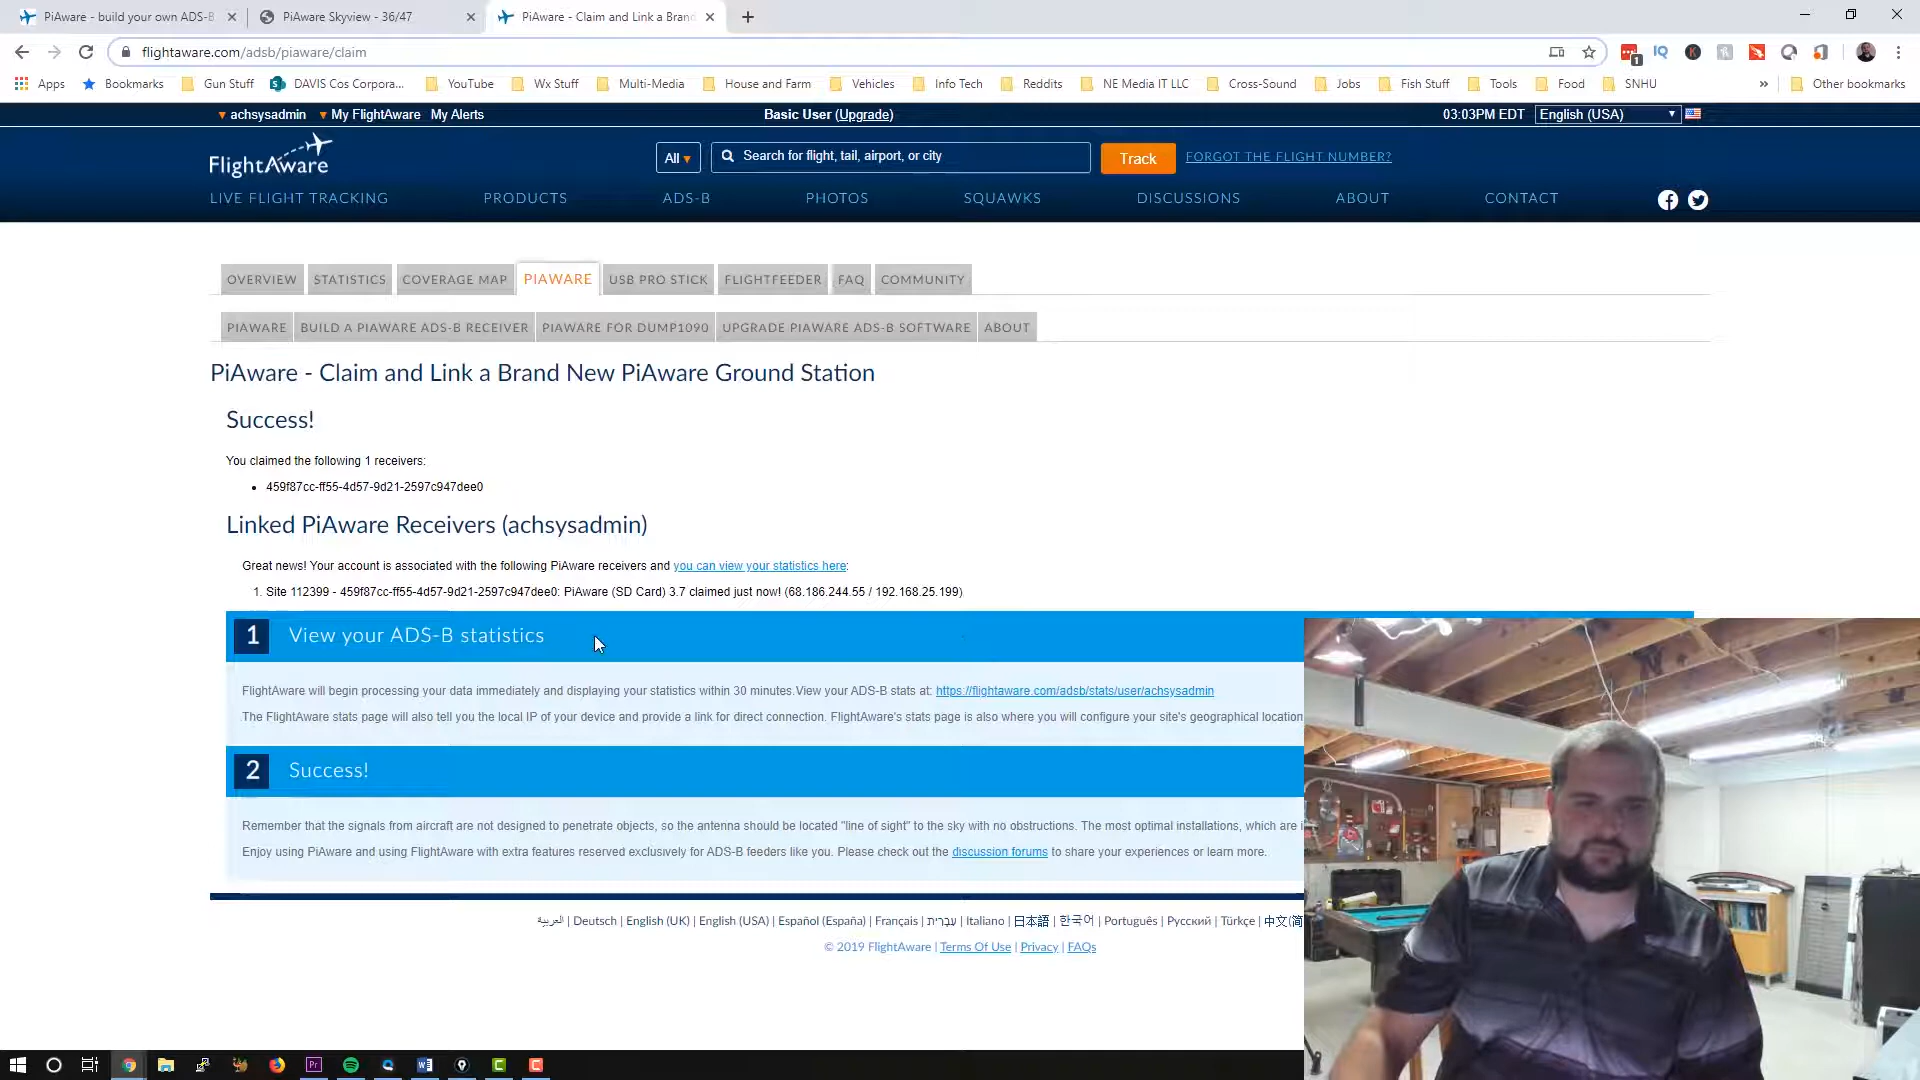 PiAware - build your own ADS-B
PiAware Skyview - 36/47
PiAware - Claim and Link a Brand
flightaware.com/adsb/piaware/claim
1
Apps
Bookmarks
Gun Stuff
DAVIS Cos Corpora...
YouTube
Wx Stuff
Multi-Media
House and Farm
Vehicles
Info Tech
Reddits
NE Media IT LLC
Cross-Sound
Jobs
Fish Stuff
Tools
Food
SNHU
»
Other bookmarks
▼ achsysadmin ▼ My FlightAware My Alerts
Basic User (Upgrade)
03:03PM EDT
English (USA)
FlightAware
All ▼
Search for flight, tail, airport, or city
Track
FORGOT THE FLIGHT NUMBER?
LIVE FLIGHT TRACKING PRODUCTS ADS-B PHOTOS SQUAWKS DISCUSSIONS ABOUT CONTACT
OVERVIEW STATISTICS COVERAGE MAP PIAWARE USB PRO STICK FLIGHTFEEDER FAQ COMMUNITY
PIAWARE BUILD A PIAWARE ADS-B RECEIVER PIAWARE FOR DUMP1090 UPGRADE PIAWARE ADS-B SOFTWARE ABOUT
PiAware - Claim and Link a Brand New PiAware Ground Station
Success!
You claimed the following 1 receivers:
• 459f87cc-ff55-4d57-9d21-2597c947dee0
Linked PiAware Receivers (achsysadmin)
Great news! Your account is associated with the following PiAware receivers and you can view your statistics here:
1. Site 112399 - 459f87cc-ff55-4d57-9d21-2597c947dee0: PiAware (SD Card) 3.7 claimed just now! (68.186.244.55 / 192.168.25.199)
1 View your ADS-B statistics
FlightAware will begin processing your data immediately and displaying your statistics within 30 minutes.View your ADS-B stats at: https://flightaware.com/adsb/stats/user/achsysadmin
The FlightAware stats page will also tell you the local IP of your device and provide a link for direct connection. FlightAware's stats page is also where you will configure your site's geographical location
2 Success!
Remember that the signals from aircraft are not designed to penetrate objects, so the antenna should be located "line of sight" to the sky with no obstructions. The most optimal installations, which are i
Enjoy using PiAware and using FlightAware with extra features reserved exclusively for ADS-B feeders like you. Please check out the discussion forums to share your experiences or learn more.
العربية | Deutsch | English (UK) | English (USA) | Español (España) | Français | עברית | Italiano | 日本語 | 한국어 | Português | Русский | Türkçe | 中文(简
© 2019 FlightAware | Terms Of Use | Privacy | FAQs